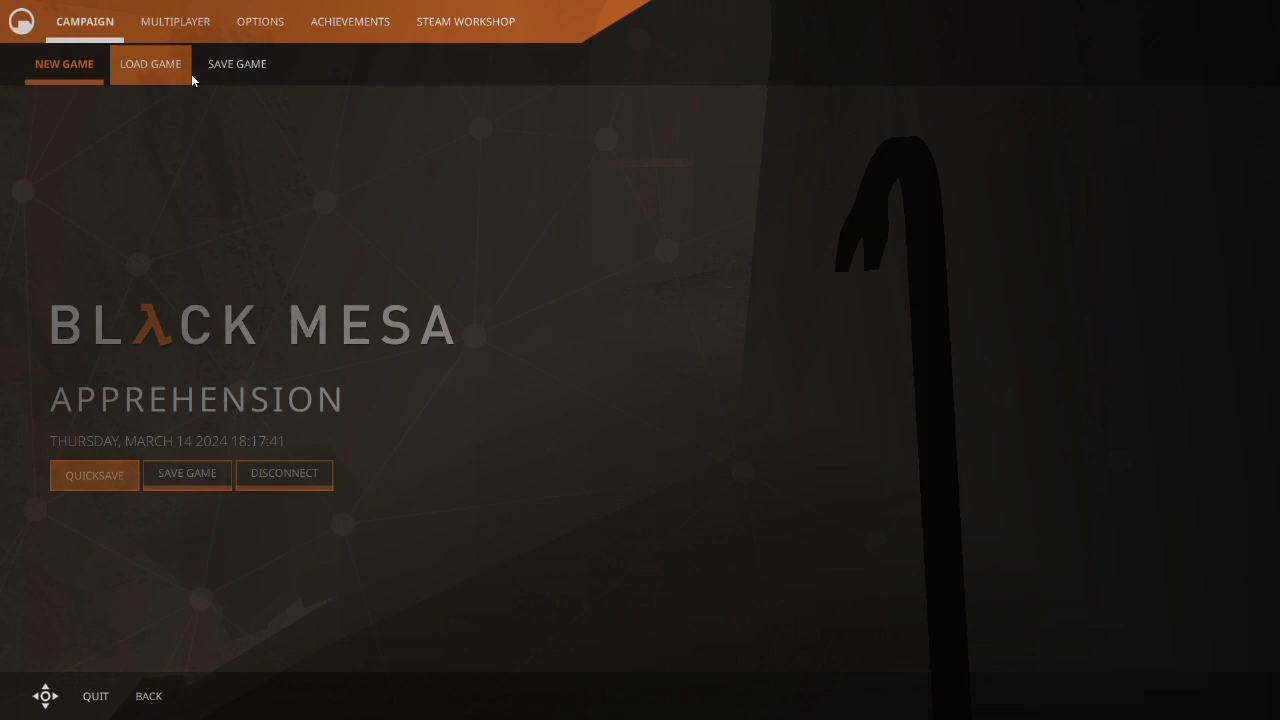 CAMPAIGN MULTIPLAYER OPTIONS ACHIEVEMENTS STEAM WORKSHOP
NEW GAME LOAD GAME SAVE GAME
BLλCK MESA
APPREHENSION
THURSDAY, MARCH 14 2024 18:17:41
QUICKSAVE SAVE GAME DISCONNECT
QUIT BACK